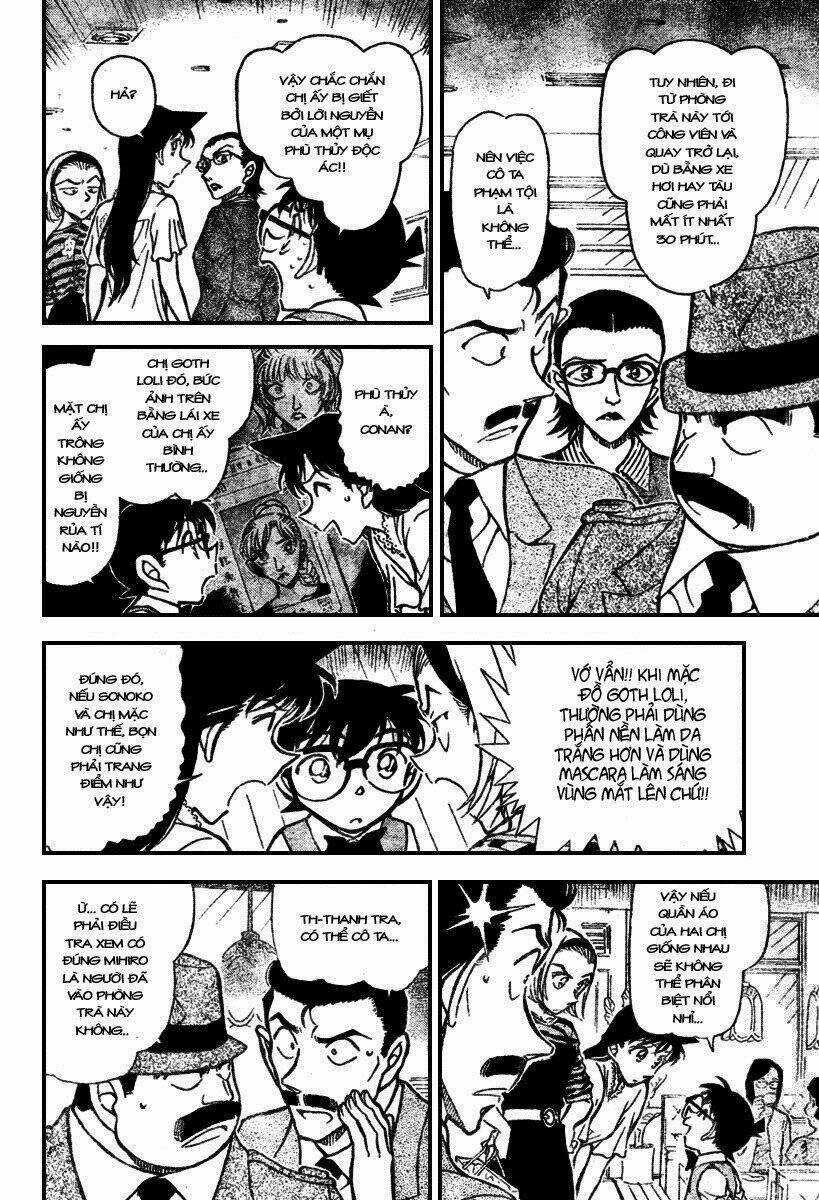 TUY NHIÊN, ĐI
TỪ PHÒNG
TRÀ NÀY TỚI
CÔNG VIÊN VÀ
QUAY TRỞ LẠI,
DÙ BẰNG XE
HƠI HAY TÀU
CŨNG PHẢI
MẤT ÍT NHẤT
30 PHÚT...
NÊN VIỆC
CÔ TA
PHẠM TỘI
LÀ
KHÔNG
THỂ...
VẬY CHẮC CHẮN
CHỊ ẤY BỊ GIẾT
BỞI LỜI NGUYỀN
CỦA MỘT MỤ
PHÙ THỦY ĐỘC
ÁC!!
HẢ?
PHÙ THỦY
À,
CONAN?
CHỊ GOTH
LOLI ĐÓ, BỨC
ẢNH TRÊN
BẰNG LÁI XE
CỦA CHỊ ẤY
BÌNH
THƯỜNG..
MẶT CHỊ
ẤY
TRÔNG
KHÔNG
GIỐNG
BỊ
NGUYỀN
RỦA TÍ
NÀO!!
VỚ VẨN!! KHI MẶC
ĐỒ GOTH LOLI,
THƯỜNG PHẢI DÙNG
PHẤN NỀN LÀM DA
TRẮNG HƠN VÀ DÙNG
MASCARA LÀM SÁNG
VÙNG MẮT LÊN CHỨ!!
ĐÚNG ĐÓ,
NẾU SONOKO
VÀ CHỊ MẶC
NHƯ THẾ, BỌN
CHỊ CŨNG
PHẢI TRANG
ĐIỂM NHƯ
VẬY!
VẬY NẾU
QUẦN ÁO
CỦA HAI CHỊ
GIỐNG NHAU
SẼ KHÔNG
THỂ PHÂN
BIỆT NỔI
NHỈ...
TH-THANH TRA,
CÓ THỂ CÔ TA...
Ừ... CÓ LẼ
PHẢI ĐIỀU
TRA XEM CÓ
ĐÚNG MIHIRO
LÀ NGƯỜI ĐÃ
VÀO PHÒNG
TRÀ NÀY
KHÔNG..